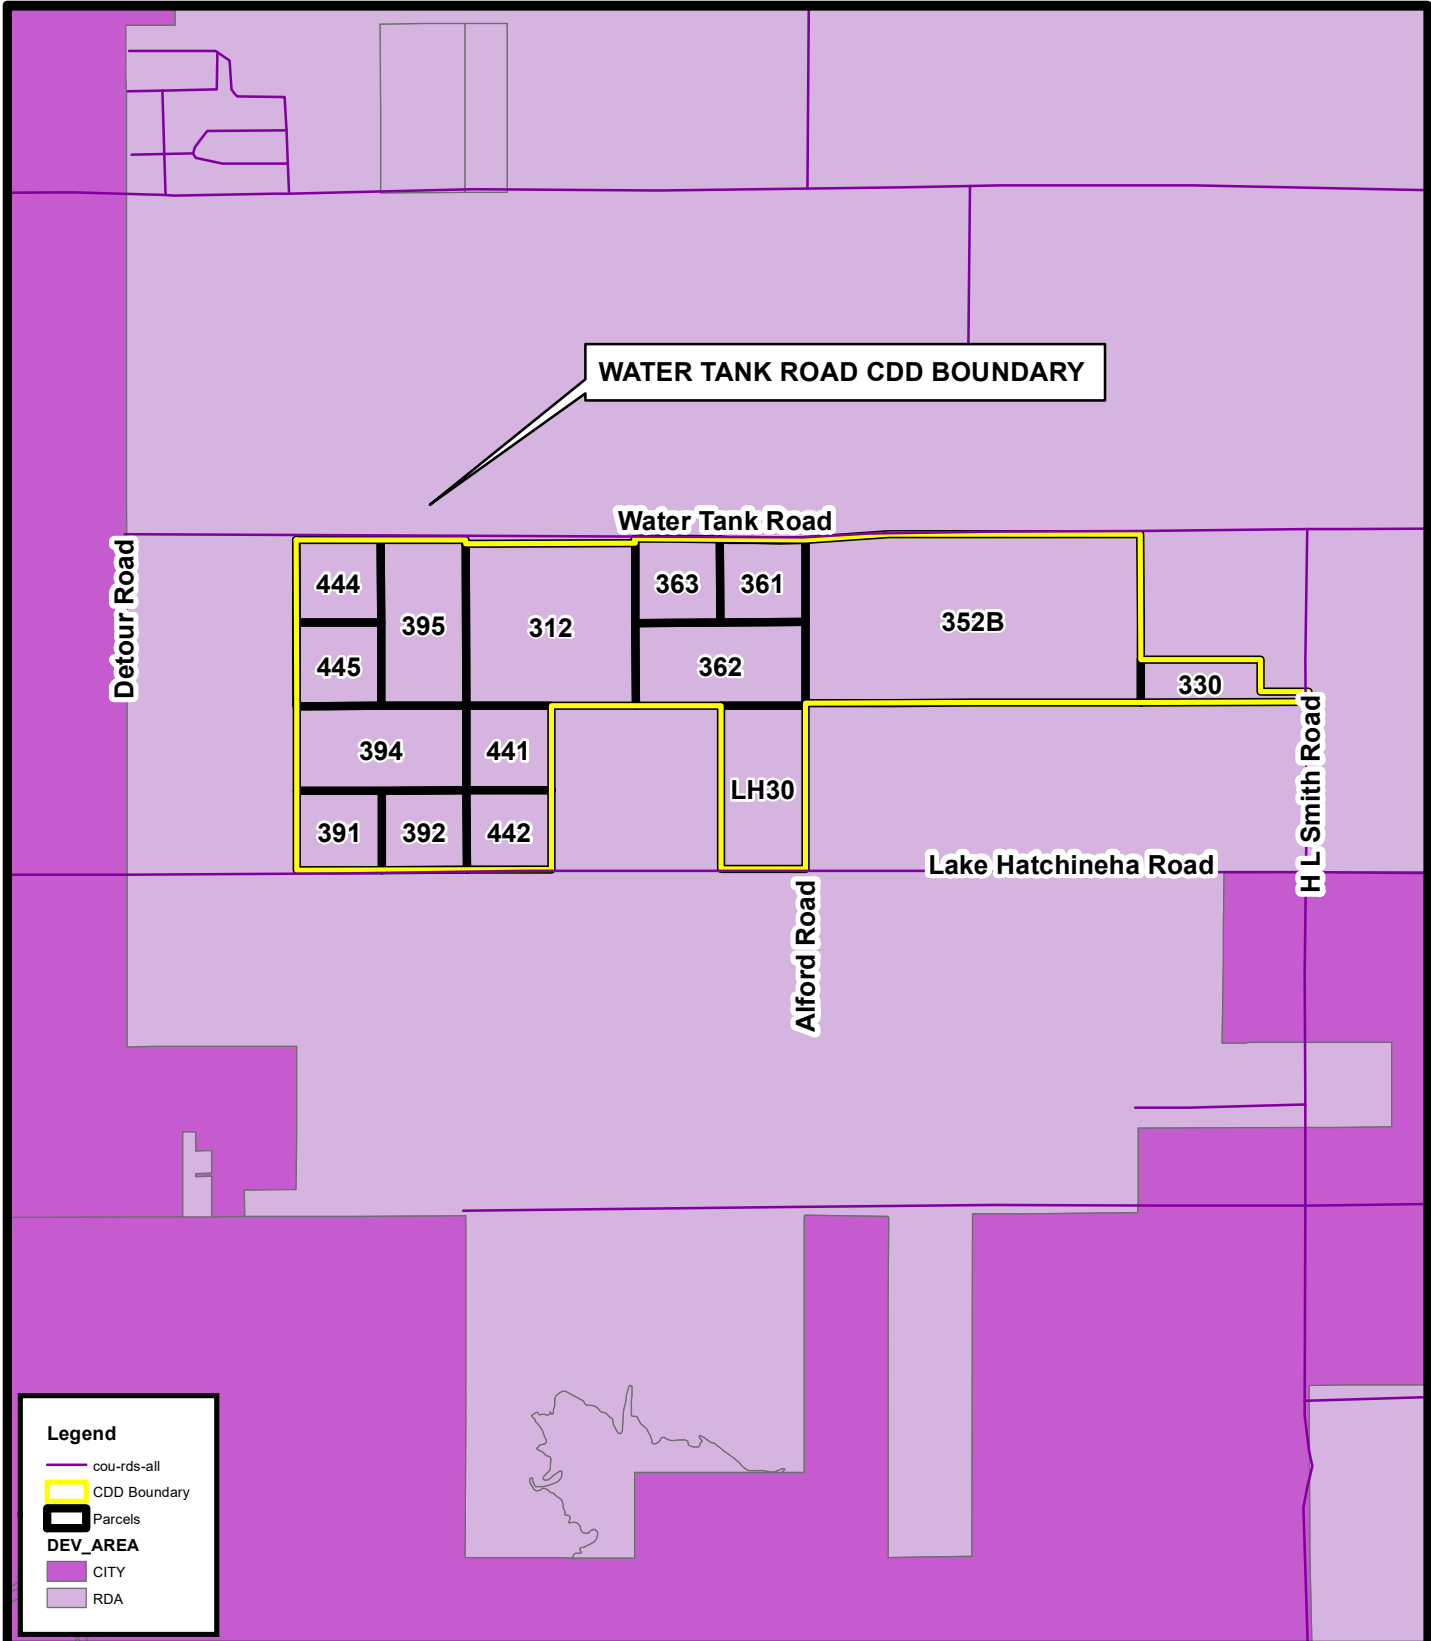 WATER TANK ROAD CDD BOUNDARY
Water Tank Road
Detour Road
444
395
312
363
361
352B
445
362
330
394
441
LH30
391
392
442
H L Smith Road
Lake Hatchineha Road
Alford Road
Legend
cou-rds-all
CDD Boundary
Parcels
DEV_AREA
CITY
RDA